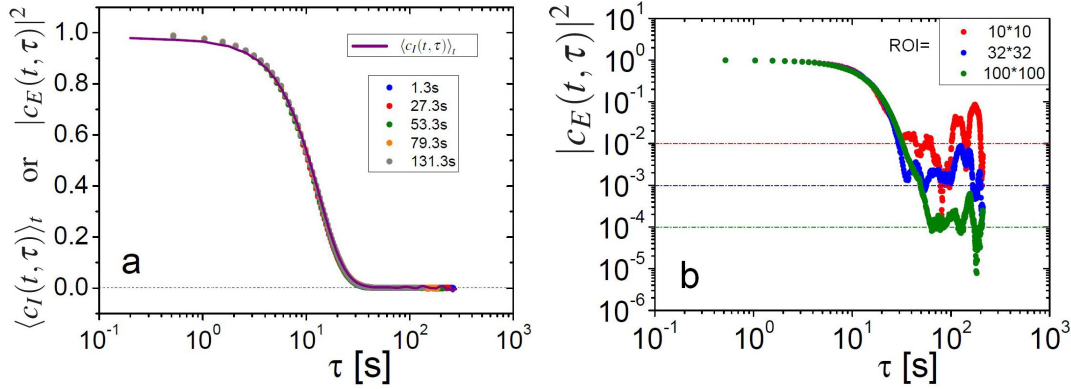 ⟨c_I(t, τ)⟩_t or |c_E(t, τ)|^2
1.0
0.8
0.6
0.4
0.2
0.0
⟨c_I(t,τ)⟩_t
1.3s
27.3s
53.3s
79.3s
131.3s
a
10^-1
10^0
10^1
10^2
10^3
τ [s]
|c_E(t, τ)|^2
10^2
10^1
10^0
10^-1
10^-2
10^-3
10^-4
10^-5
10^-6
ROI=
10*10
32*32
100*100
b
10^-1
10^0
10^1
10^2
10^3
τ [s]